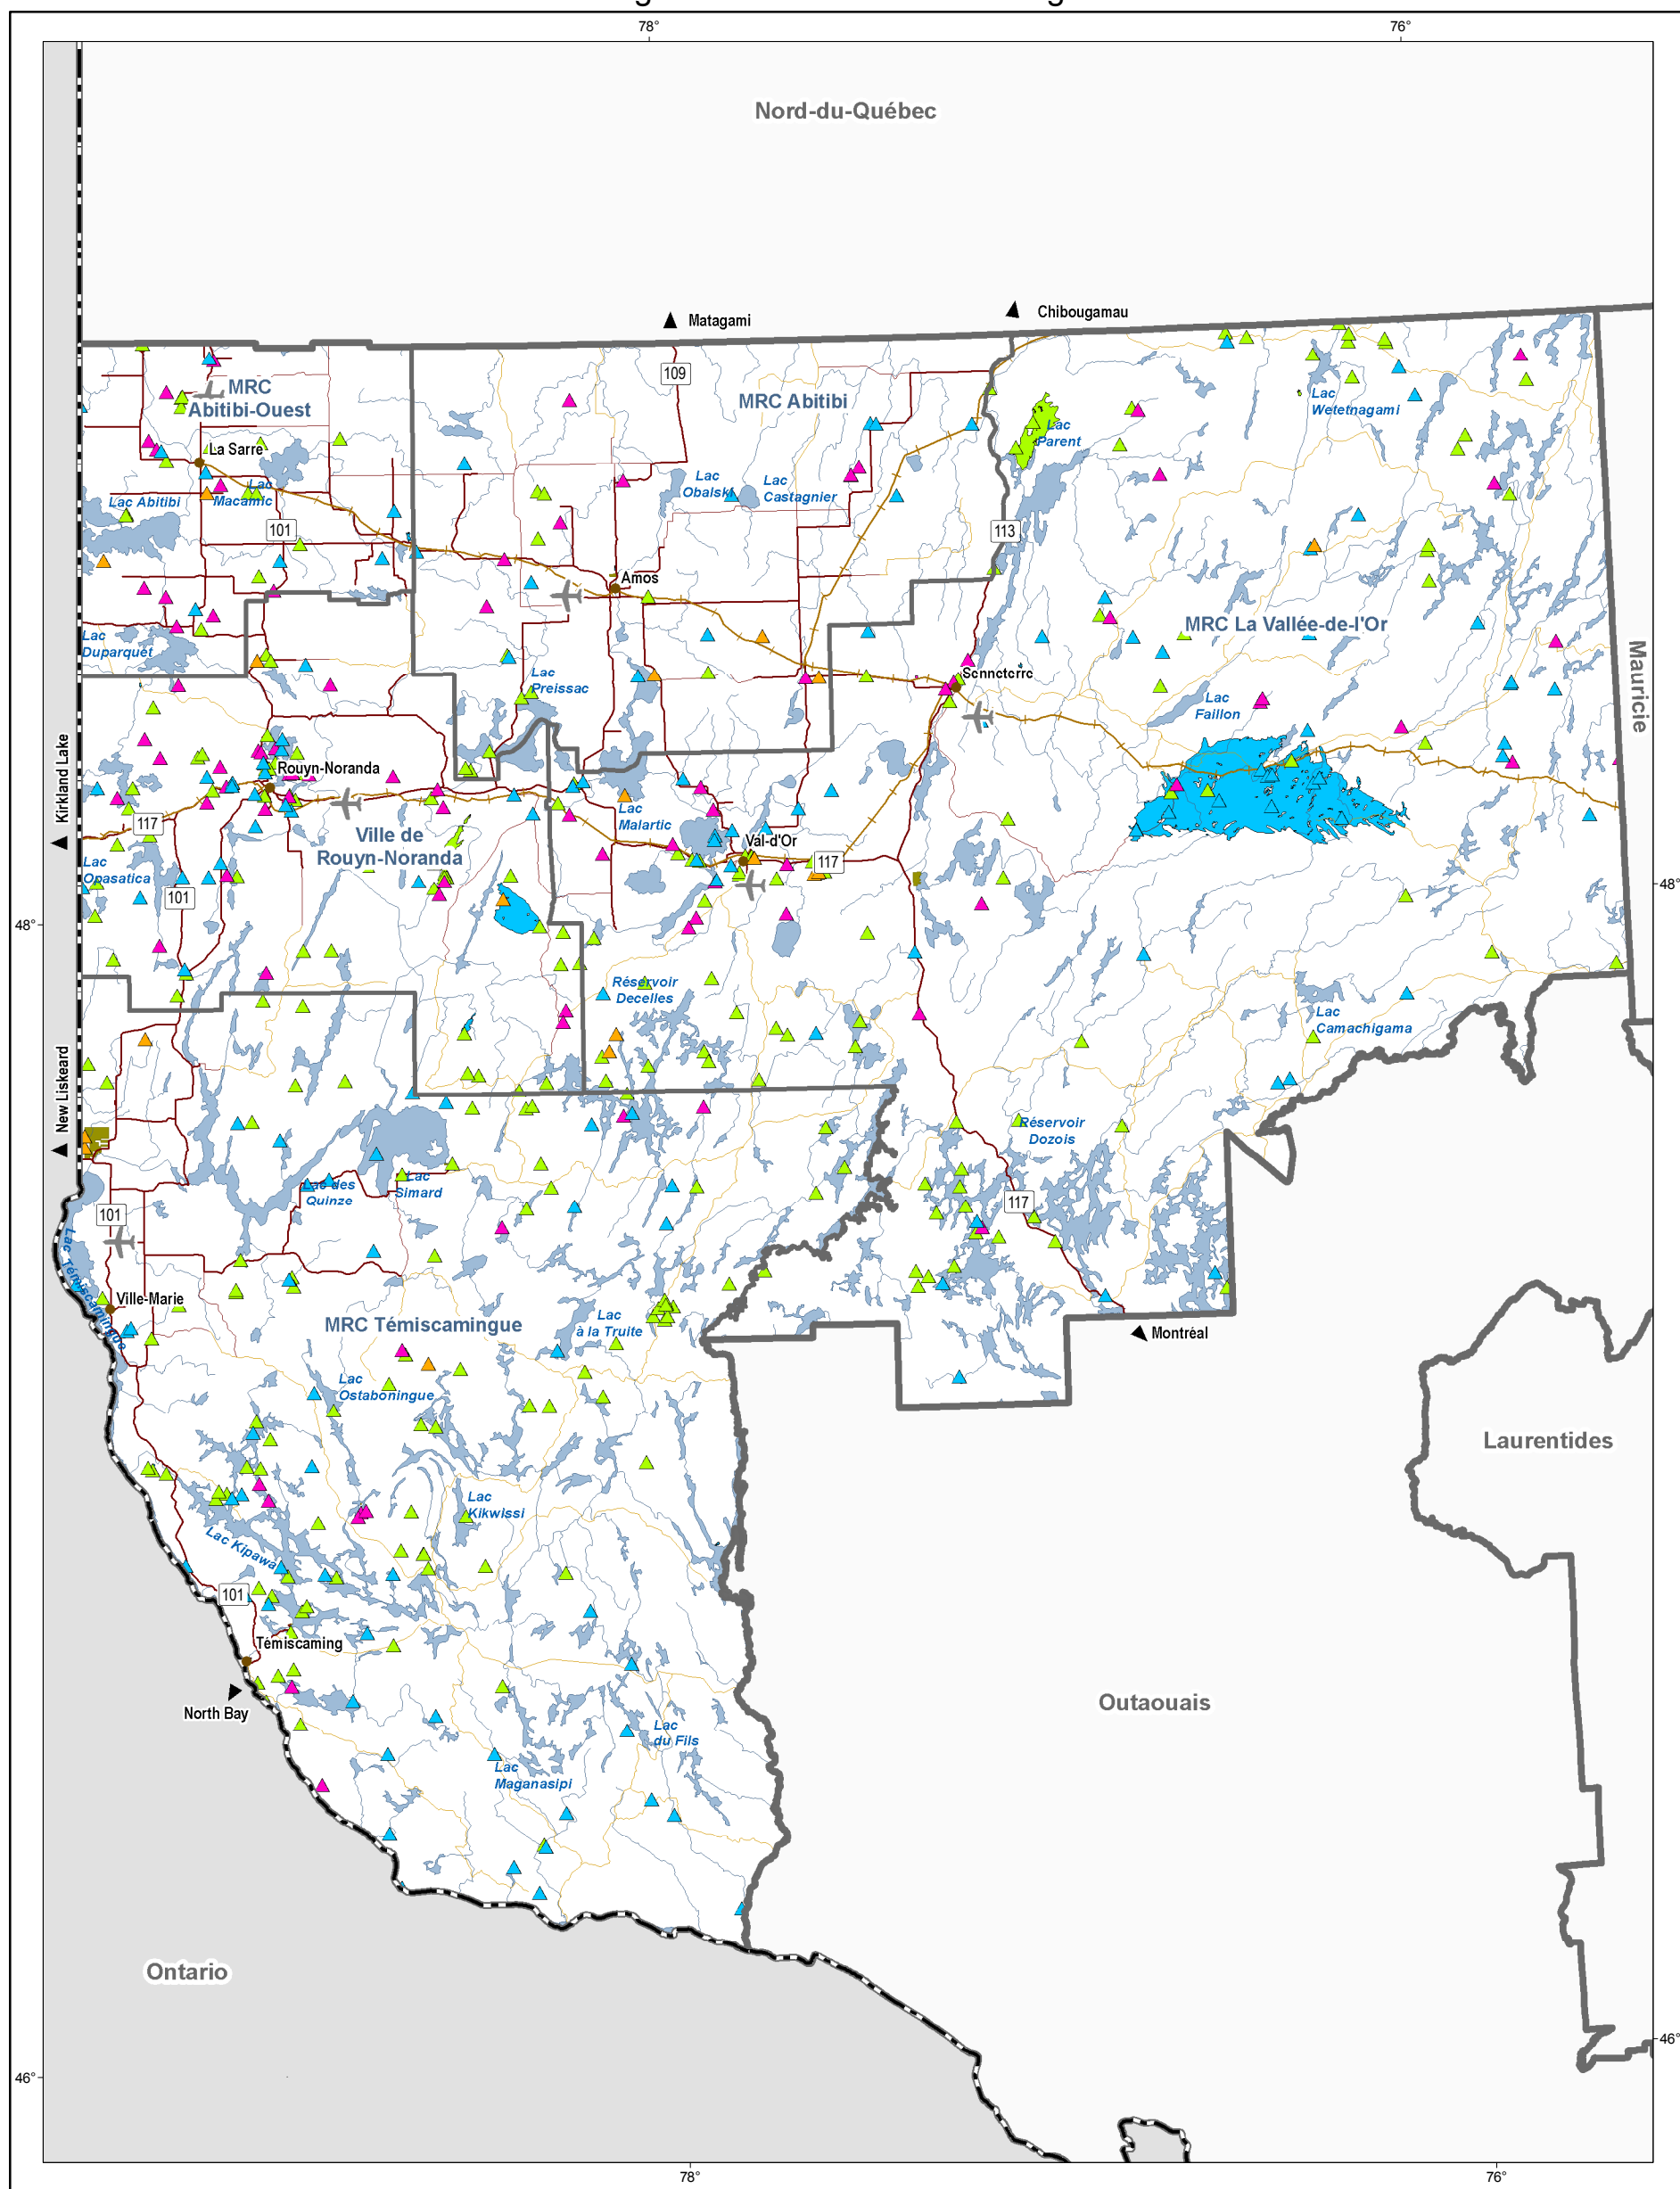 78°
76°
Nord-du-Québec
Matagami
Chibougamau
109
MRC
Abitibi-Ouest
MRC Abitibi
Lac
Wetetnagami
Lac
Parent
La Sarre
Lac
Macamic
Lac Abitibi
Lac
Obalski
Lac
Castagnier
101
113
Amos
MRC La Vallée-de-l'Or
Lac
Duparquet
Mauricie
Lac
Preissac
Senneterre
Lac
Faillon
Kirkland Lake
Rouyn-Noranda
117
Lac
Malartic
Ville de
Rouyn-Noranda
Val-d'Or
117
Lac
Opasatica
48°
101
48°
Réservoir
Decelles
Lac
Camachigama
New Liskeard
Réservoir
Dozois
Lac des
Quinze
Lac
Simard
117
101
Lac Témiscamingue
Ville-Marie
MRC Témiscamingue
Lac
à la Truite
Montréal
Lac
Ostaboningue
Laurentides
Lac
Kikwissi
Lac Kipawa
101
Témiscaming
Outaouais
North Bay
Lac
du Fils
Lac
Maganasipi
Ontario
46°
46°
78°
76°